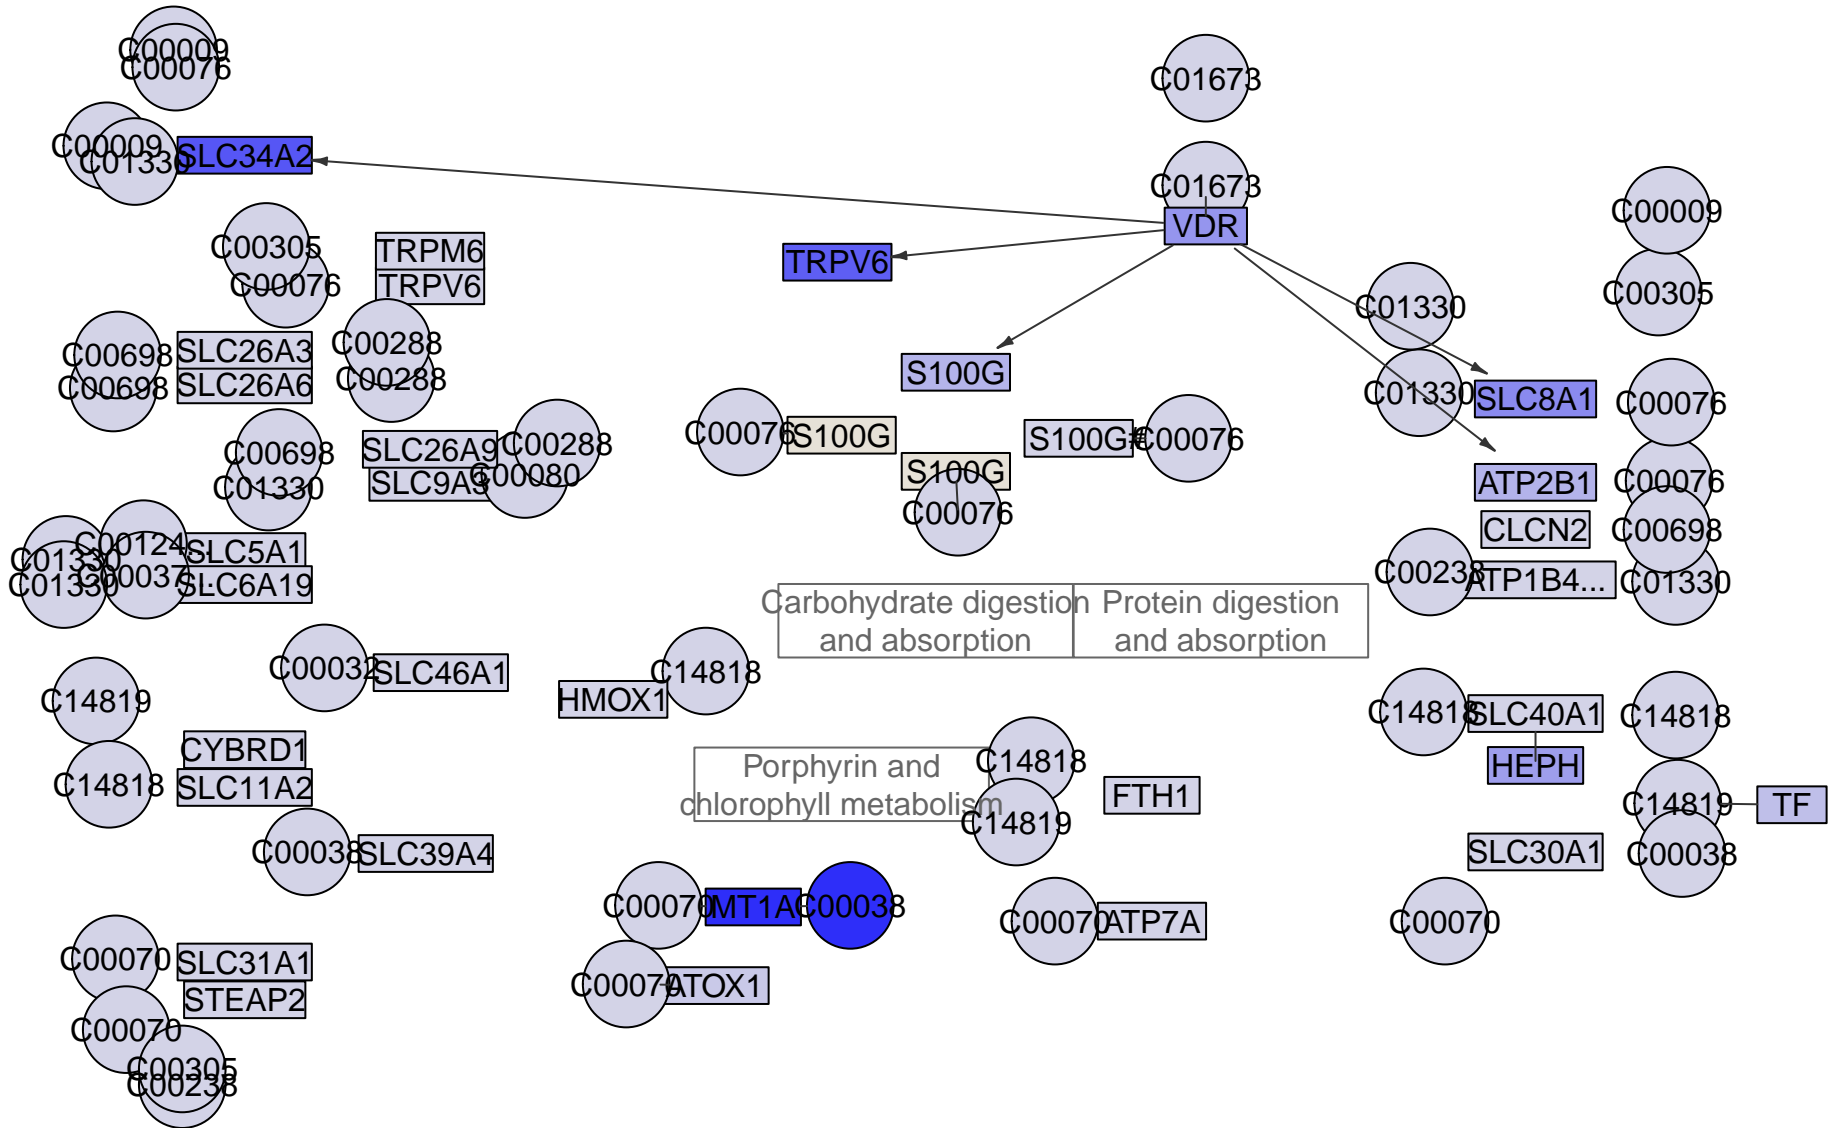 C00009
C00076
C01673
C00009
C01330
SLC34A2
C01673
VDR
C00009
C00305
C00076
TRPM6
TRPV6
TRPV6
C01330
C00305
C00698
C00698
SLC26A3
SLC26A6
C00288
C00288
S100G
C01330
SLC8A1
C00076
C00698
C01330
SLC26A9
SLC9A3
C00288
C00080
C00076
S100G
S100G
C00076
S100G#
C00076
ATP2B1
C00076
CLCN2
C00698
C01330
C01330
C00124...
C00037...
SLC5A1
SLC6A19
C00238
ATP1B4...
C01330
Carbohydrate digestion
and absorption
Protein digestion
and absorption
C00032
SLC46A1
HMOX1
C14818
C14819
C14818
SLC40A1
C14818
CYBRD1
SLC11A2
C14818
Porphyrin and
chlorophyll metabolism
C14818
C14819
FTH1
HEPH
C14819
TF
C00038
SLC39A4
SLC30A1
C00038
C00070
MT1A
C00038
C00070
ATP7A
C00070
C00070
SLC31A1
STEAP2
C00070
ATOX1
C00070
C00305
C00238